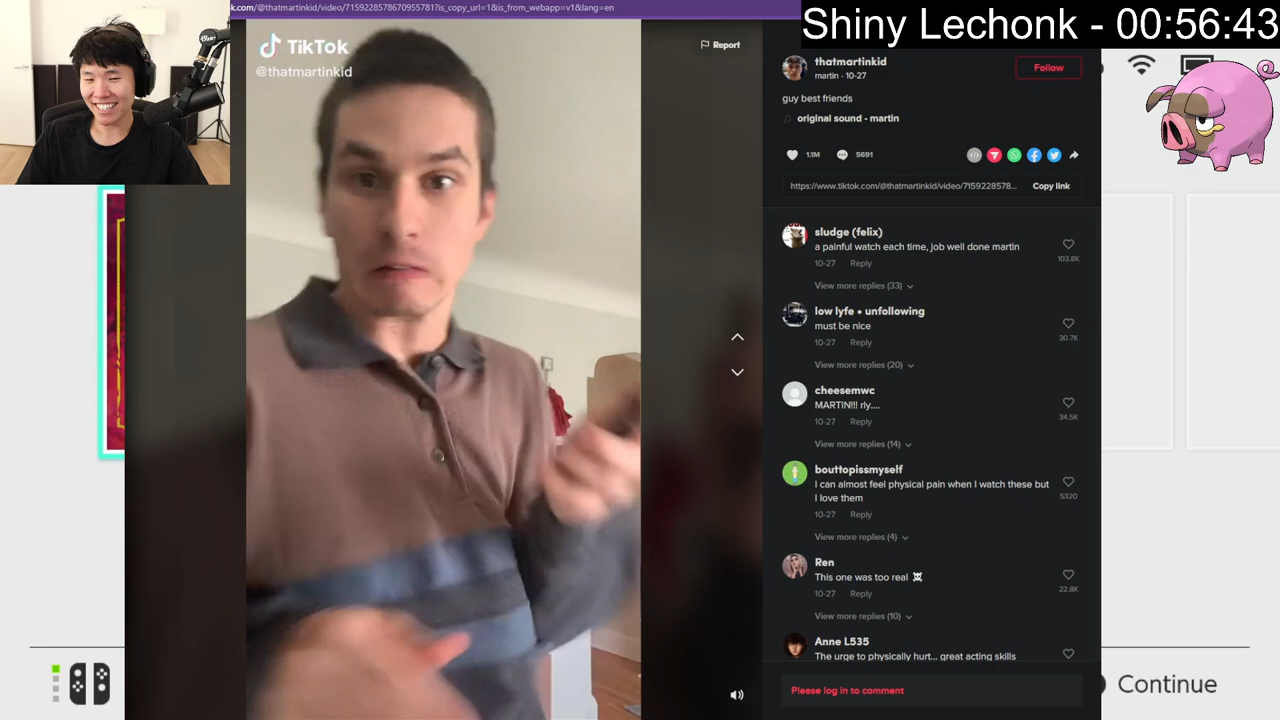 k.com/@thatmartinkid/video/7159228578670955781?is_copy_url=1&is_from_webapp=v1&lang=en
Shiny Lechonk - 00:56:43
TikTok
@thatmartinkid
Report
thatmartinkid
martin · 10-27
Follow
guy best friends
original sound - martin
1.1M
5691
https://www.tiktok.com/@thatmartinkid/video/7159228578...
Copy link
sludge (felix)
a painful watch each time, job well done martin
10-27 Reply
103.8K
View more replies (33)
low lyfe • unfollowing
must be nice
10-27 Reply
30.7K
View more replies (20)
cheesemwc
MARTIN!!! rly....
10-27 Reply
34.5K
View more replies (14)
bouttopissmyself
I can almost feel physical pain when I watch these but
I love them
10-27 Reply
5320
View more replies (4)
Ren
This one was too real ☠
10-27 Reply
22.8K
View more replies (10)
Anne L535
The urge to physically hurt... great acting skills
Please log in to comment
Continue